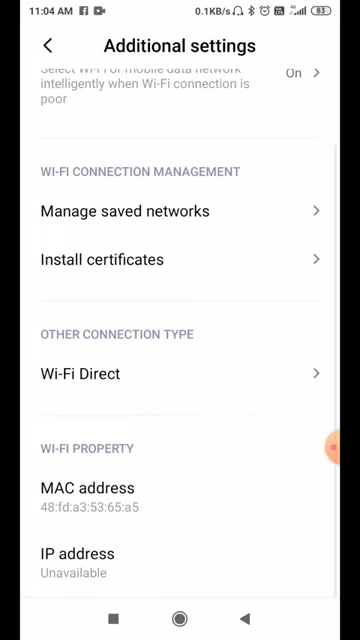 11:04 AM 0.1KB/s 4G 83
Additional settings
Select Wi-Fi or mobile data network
intelligently when Wi-Fi connection is
poor
On
WI-FI CONNECTION MANAGEMENT
Manage saved networks
Install certificates
OTHER CONNECTION TYPE
Wi-Fi Direct
WI-FI PROPERTY
MAC address
48:fd:a3:53:65:a5
IP address
Unavailable